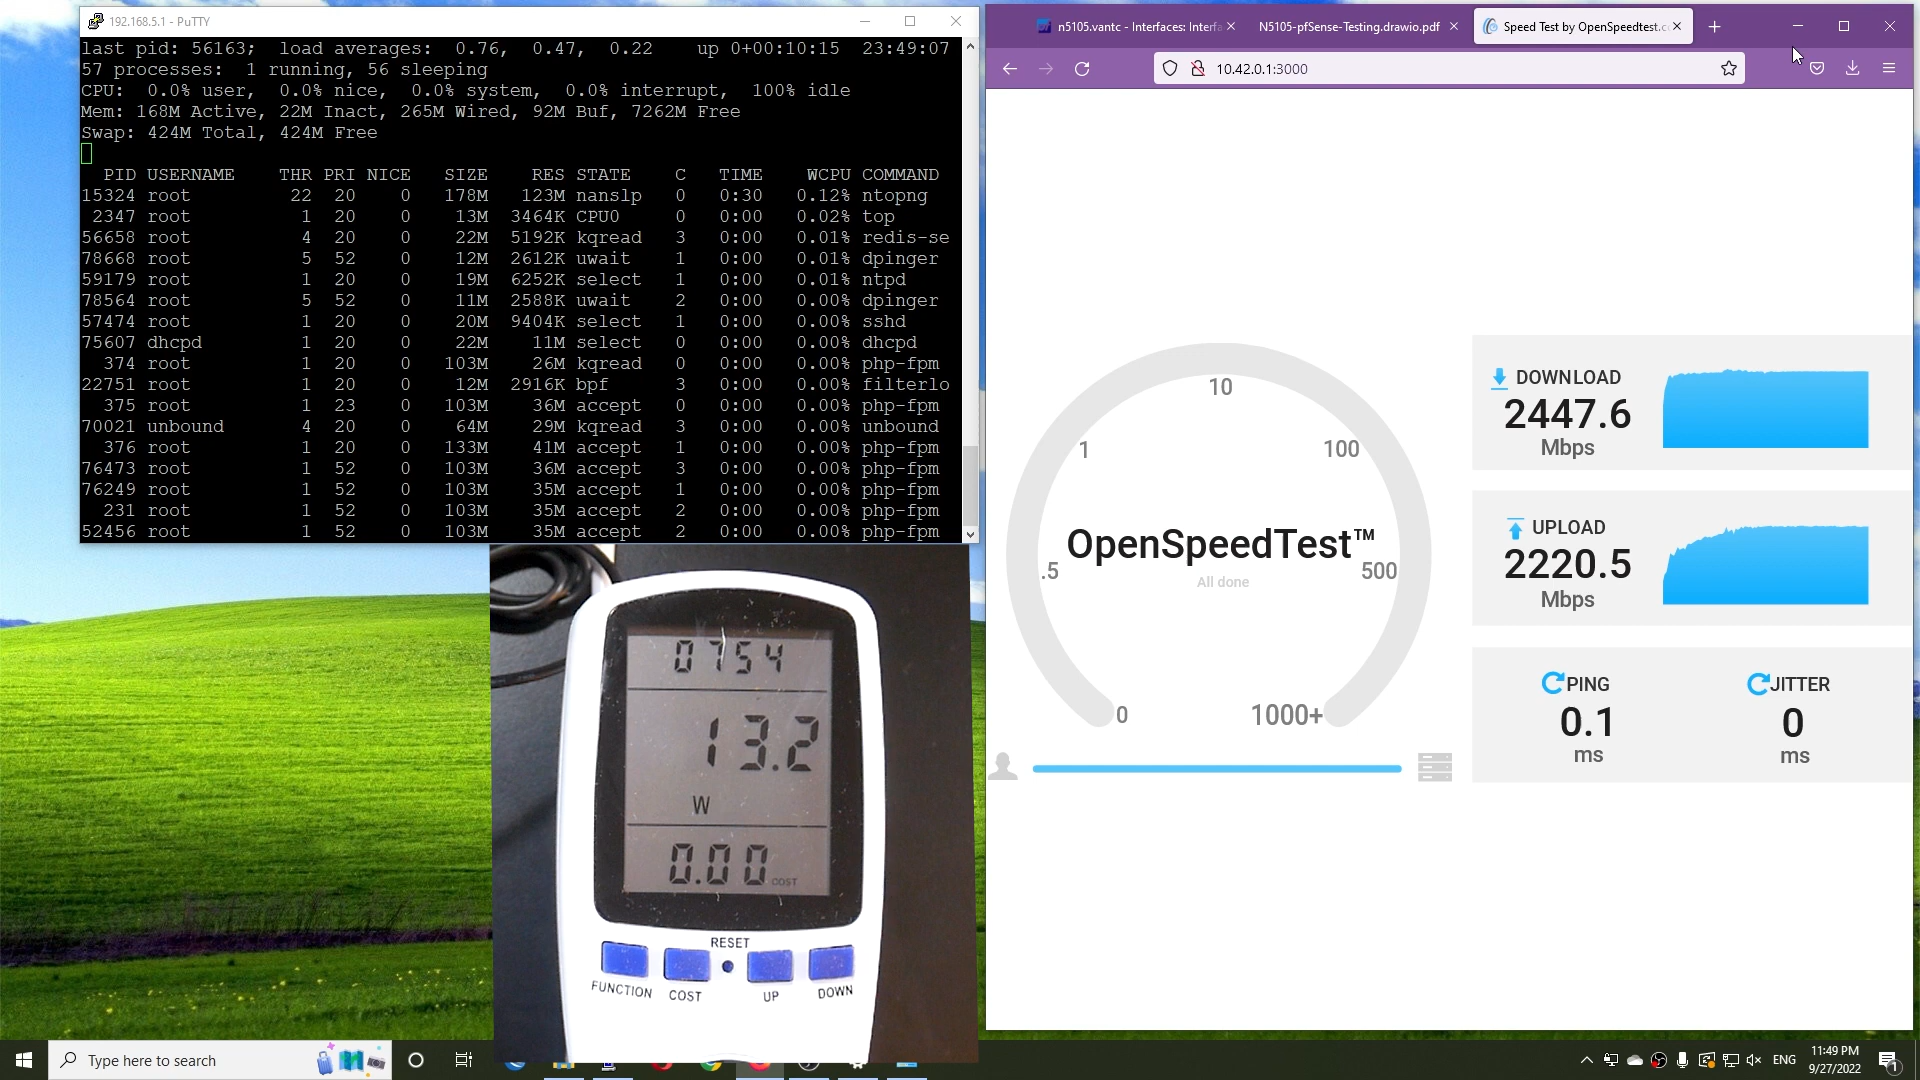 192.168.5.1 - PuTTY
last pid: 56163;  load averages:  0.76,  0.47,  0.22    up 0+00:10:15  23:49:07
57 processes:  1 running, 56 sleeping
CPU:  0.0% user,  0.0% nice,  0.0% system,  0.0% interrupt,  100% idle
Mem: 168M Active, 22M Inact, 265M Wired, 92M Buf, 7262M Free
Swap: 424M Total, 424M Free
PID USERNAME    THR PRI NICE   SIZE    RES STATE    C   TIME    WCPU COMMAND
15324 root         22  20    0   178M   123M nanslp   0   0:30   0.12% ntopng
2347 root          1  20    0    13M  3464K CPU0     0   0:00   0.02% top
56658 root          4  20    0    22M  5192K kqread   3   0:00   0.01% redis-se
78668 root          5  52    0    12M  2612K uwait    1   0:00   0.01% dpinger
59179 root          1  20    0    19M  6252K select   1   0:00   0.01% ntpd
78564 root          5  52    0    11M  2588K uwait    2   0:00   0.00% dpinger
57474 root          1  20    0    20M  9404K select   1   0:00   0.00% sshd
75607 dhcpd         1  20    0    22M    11M select   0   0:00   0.00% dhcpd
374 root          1  20    0   103M    26M kqread   0   0:00   0.00% php-fpm
22751 root          1  20    0    12M  2916K bpf      3   0:00   0.00% filterlo
375 root          1  23    0   103M    36M accept   0   0:00   0.00% php-fpm
70021 unbound       4  20    0    64M    29M kqread   3   0:00   0.00% unbound
376 root          1  20    0   133M    41M accept   1   0:00   0.00% php-fpm
76473 root          1  52    0   103M    36M accept   3   0:00   0.00% php-fpm
76249 root          1  52    0   103M    35M accept   1   0:00   0.00% php-fpm
231 root          1  52    0   103M    35M accept   2   0:00   0.00% php-fpm
52456 root          1  52    0   103M    35M accept   2   0:00   0.00% php-fpm
n5105.vantc - Interfaces: Interfa
N5105-pfSense-Testing.drawio.pdf
Speed Test by OpenSpeedtest.c
10.42.0.1:3000
10
1
100
OpenSpeedTest™
.5
500
All done
0
1000+
DOWNLOAD
2447.6
Mbps
UPLOAD
2220.5
Mbps
PING
0.1
ms
JITTER
0
ms
0754
13.2
W
0.00 COST
RESET
FUNCTION
COST
UP
DOWN
Type here to search
ENG
11:49 PM
9/27/2022
1